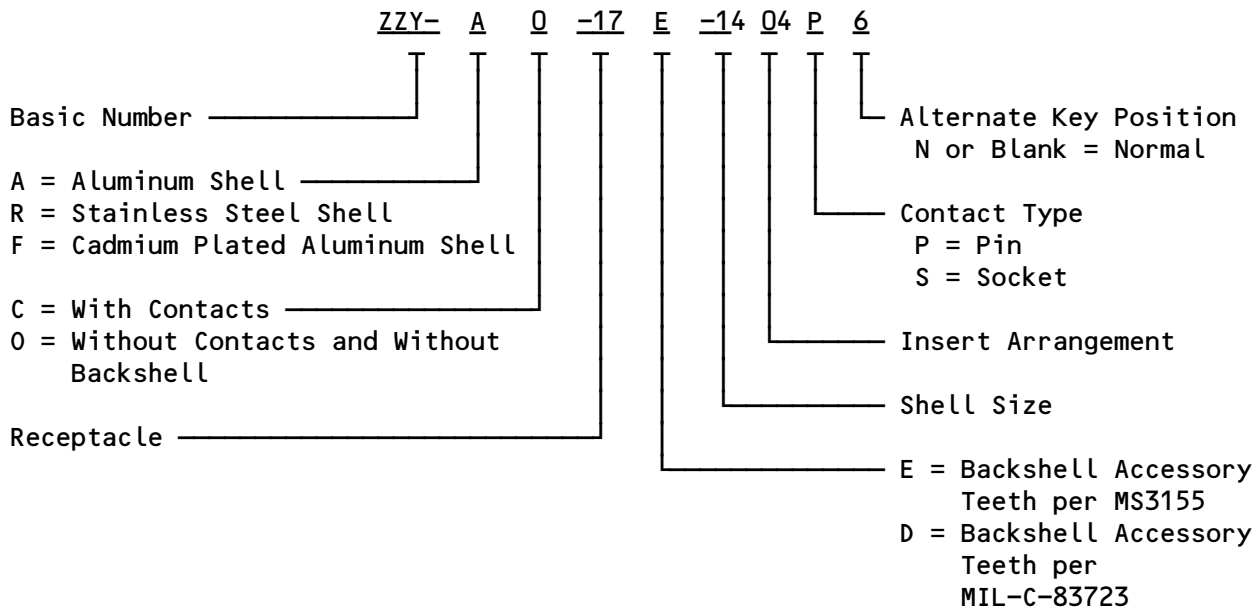 ZZY- A O -17 E -14 04 P 6
Basic Number
A = Aluminum Shell
R = Stainless Steel Shell
F = Cadmium Plated Aluminum Shell
C = With Contacts
O = Without Contacts and Without
Backshell
Receptacle
Alternate Key Position
N or Blank = Normal
Contact Type
P = Pin
S = Socket
Insert Arrangement
Shell Size
E = Backshell Accessory
Teeth per MS3155
D = Backshell Accessory
Teeth per
MIL-C-83723